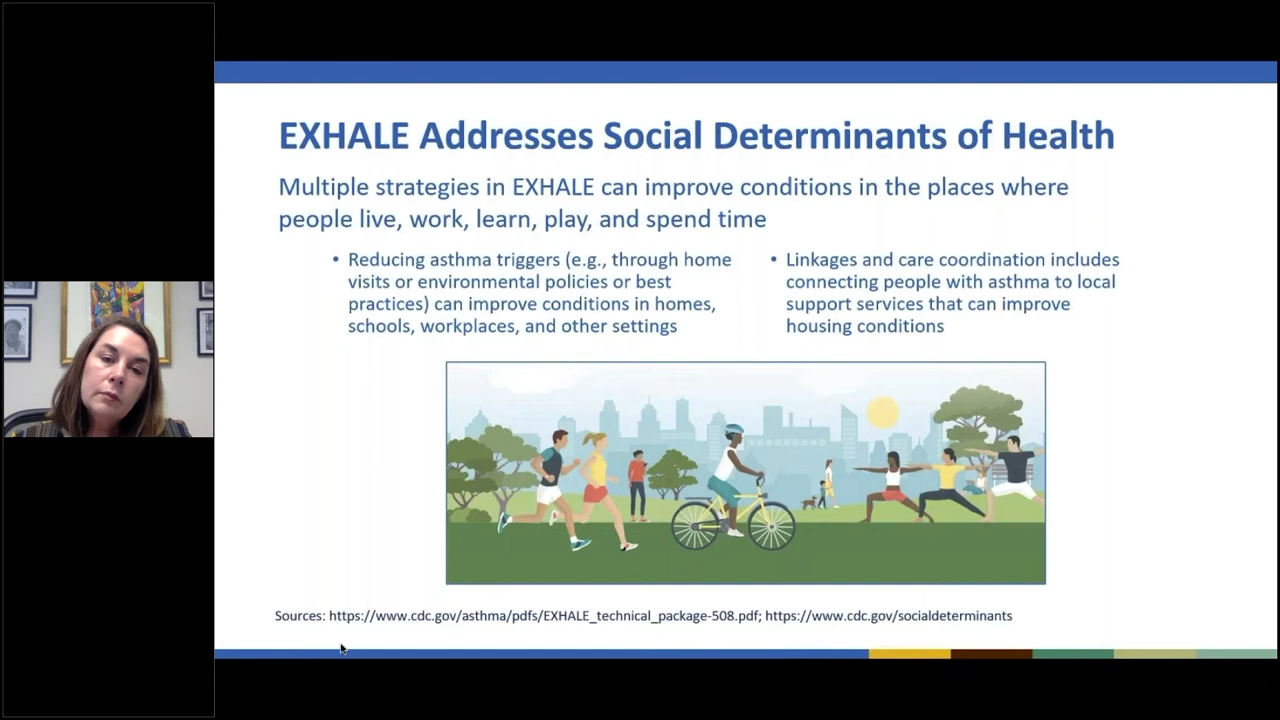 EXHALE Addresses Social Determinants of Health
Multiple strategies in EXHALE can improve conditions in the places where
people live, work, learn, play, and spend time
• Reducing asthma triggers (e.g., through home
visits or environmental policies or best
practices) can improve conditions in homes,
schools, workplaces, and other settings
• Linkages and care coordination includes
connecting people with asthma to local
support services that can improve
housing conditions
Sources: https://www.cdc.gov/asthma/pdfs/EXHALE_technical_package-508.pdf; https://www.cdc.gov/socialdeterminants